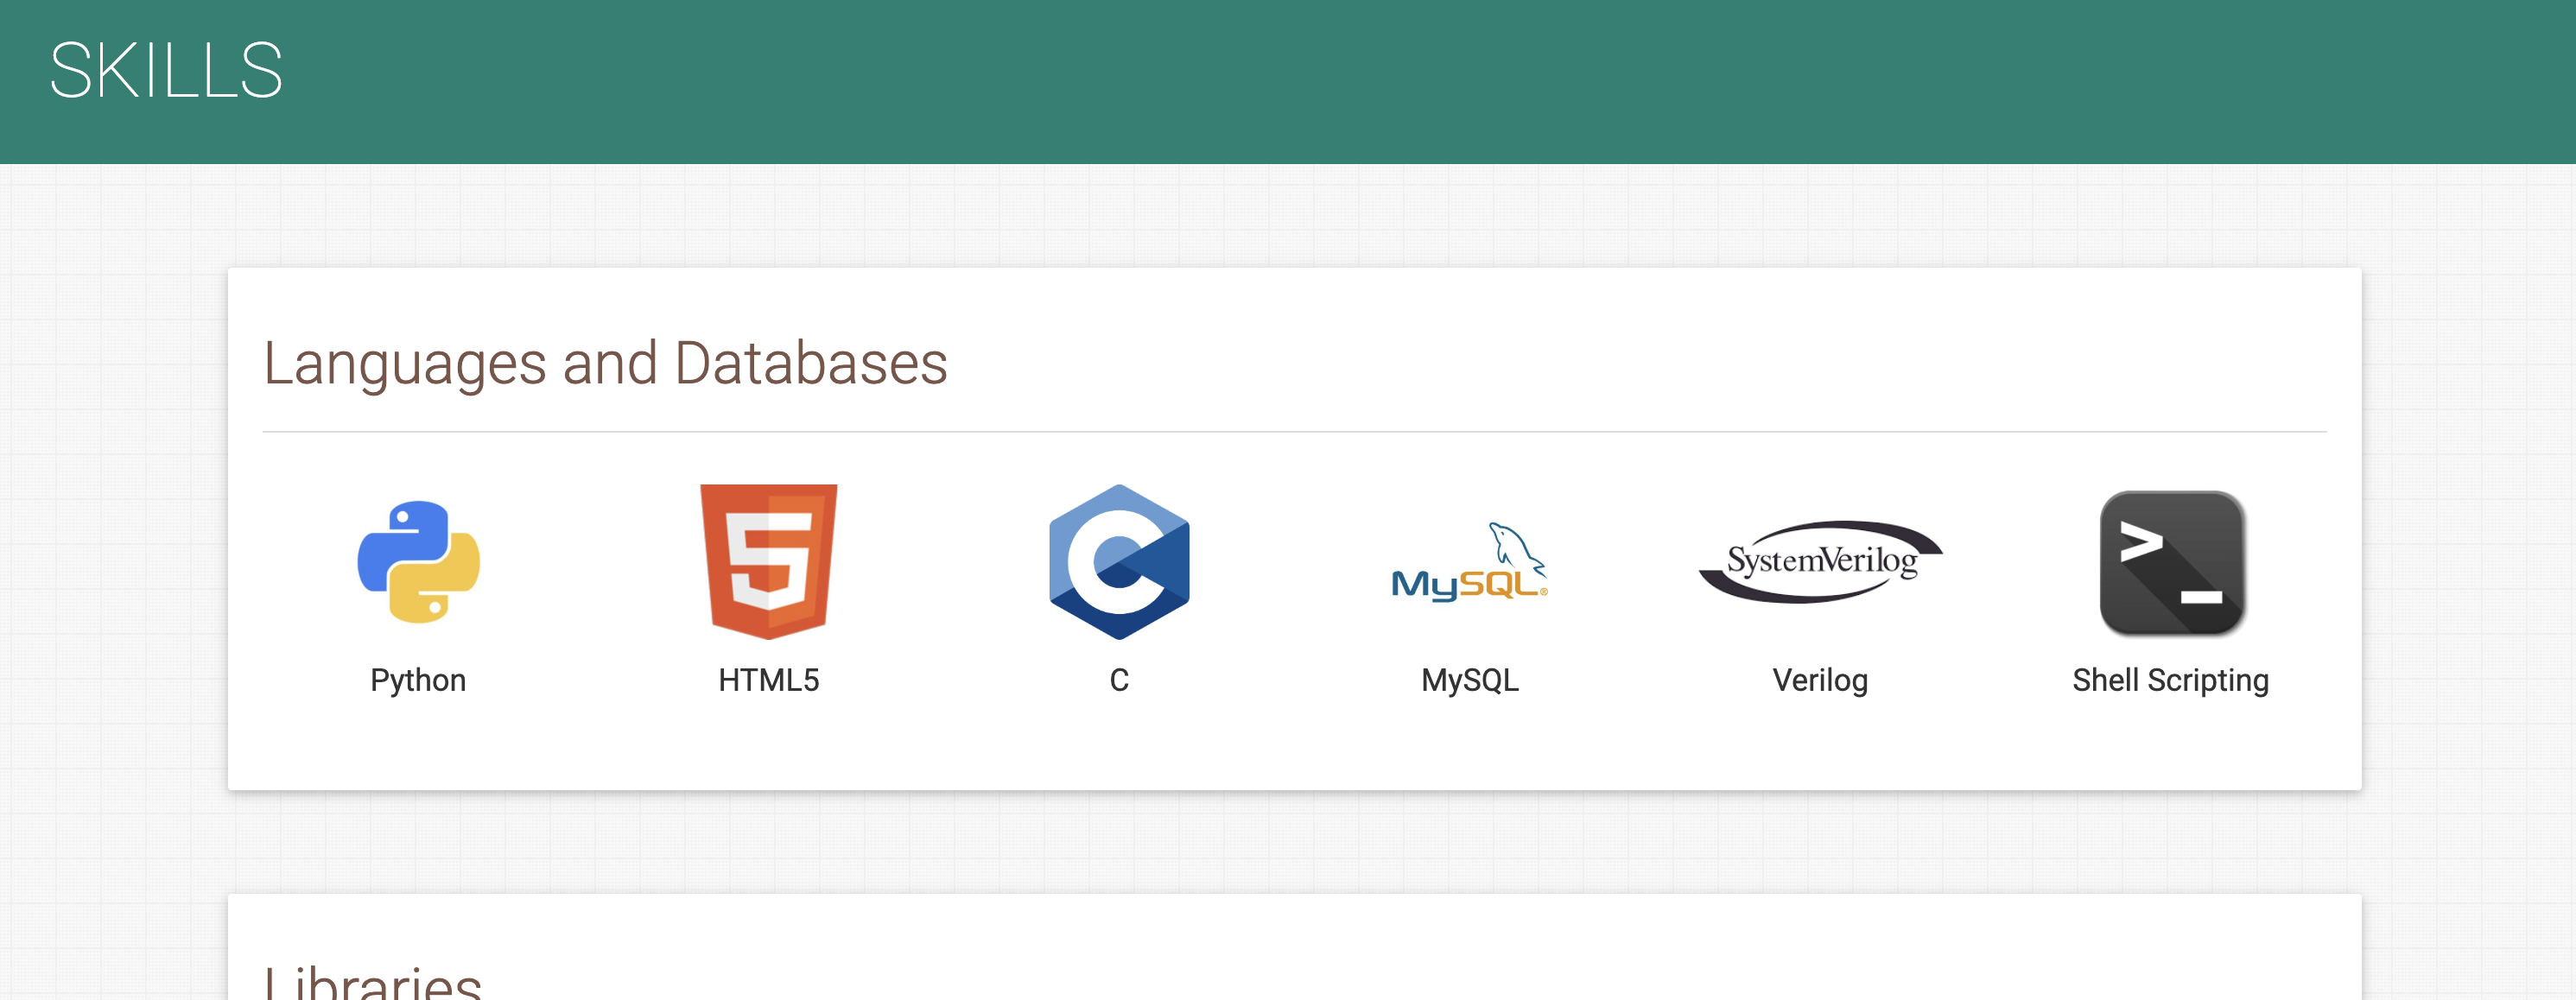 SKILLS
Languages and Databases
5
C
MySQL®
SystemVerilog
>_
Python
HTML5
C
MySQL
Verilog
Shell Scripting
Libraries